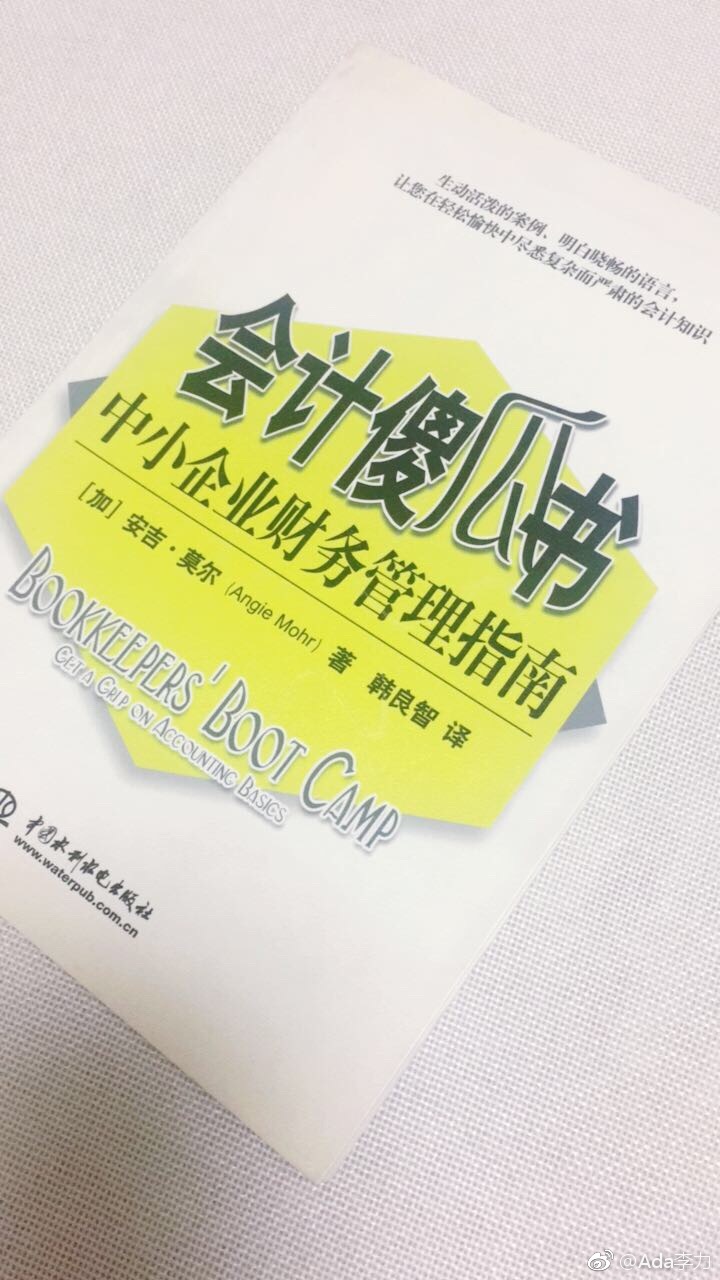 生动活泼的案例、明白晓畅的语言，
让您在轻松愉快中尽悉复杂而严肃的会计知识
会计傻瓜书
中小企业财务管理指南
［加］安吉·莫尔（Angie Mohr）著 韩良智 译
BOOKKEEPERS' BOOT CAMP
GET A GRIP ON ACCOUNTING BASICS
中国水利水电出版社
www.waterpub.com.cn
@Ada李力